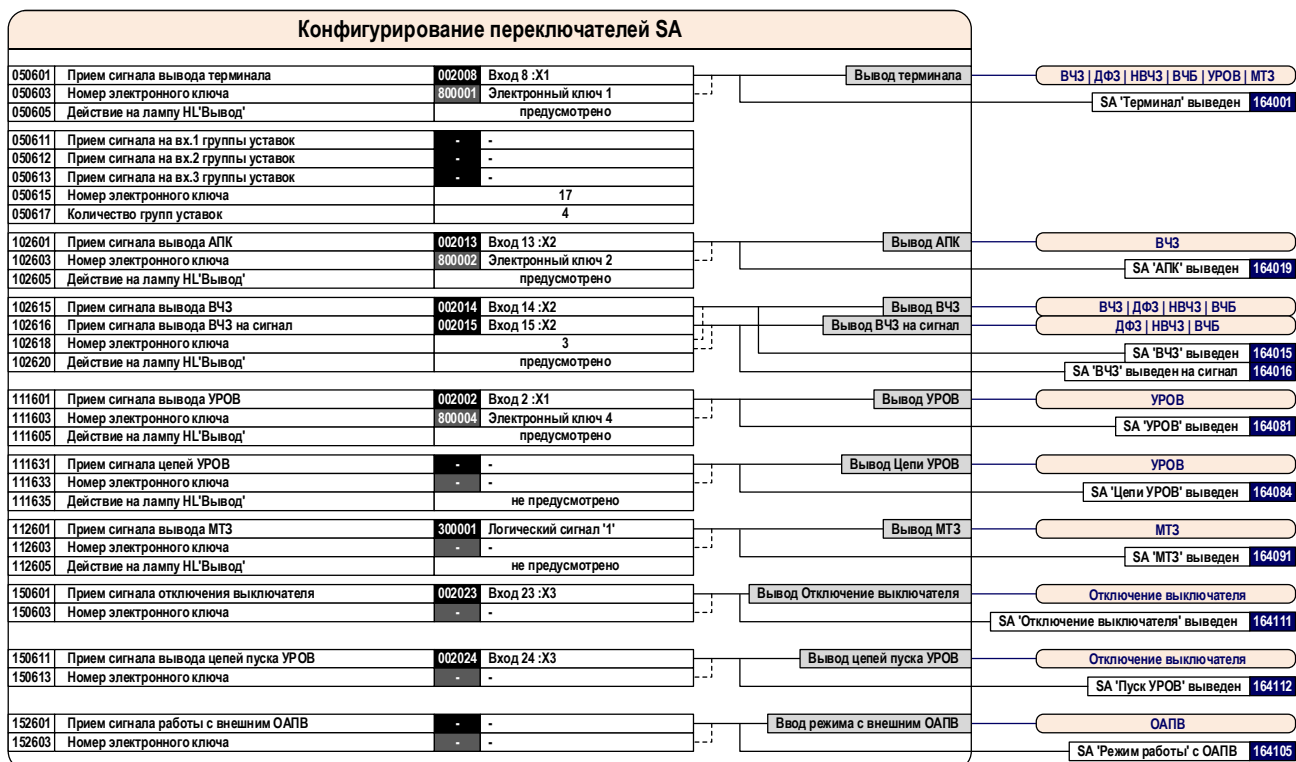 Конфигурирование переключателей SA
050601 Прием сигнала вывода терминала 002008 Вход 8 :X1 Вывод терминала ВЧЗ | ДФЗ | НВЧЗ | ВЧБ | УРОВ | МТЗ
050603 Номер электронного ключа 800001 Электронный ключ 1
SA 'Терминал' выведен 164001
050605 Действие на лампу HL'Вывод' предусмотрено
050611 Прием сигнала на вх.1 группы уставок - -
050612 Прием сигнала на вх.2 группы уставок - -
050613 Прием сигнала на вх.3 группы уставок - -
050615 Номер электронного ключа 17
050617 Количество групп уставок 4
102601 Прием сигнала вывода АПК 002013 Вход 13 :X2 Вывод АПК ВЧЗ
102603 Номер электронного ключа 800002 Электронный ключ 2
SA 'АПК' выведен 164019
102605 Действие на лампу HL'Вывод' предусмотрено
102615 Прием сигнала вывода ВЧЗ 002014 Вход 14 :X2 Вывод ВЧЗ ВЧЗ | ДФЗ | НВЧЗ | ВЧБ
102616 Прием сигнала вывода ВЧЗ на сигнал 002015 Вход 15 :X2 Вывод ВЧЗ на сигнал ДФЗ | НВЧЗ | ВЧБ
102618 Номер электронного ключа 3
SA 'ВЧЗ' выведен 164015
102620 Действие на лампу HL'Вывод' предусмотрено
SA 'ВЧЗ' выведен на сигнал 164016
111601 Прием сигнала вывода УРОВ 002002 Вход 2 :X1 Вывод УРОВ УРОВ
111603 Номер электронного ключа 800004 Электронный ключ 4
SA 'УРОВ' выведен 164081
111605 Действие на лампу HL'Вывод' предусмотрено
111631 Прием сигнала цепей УРОВ - - Вывод Цепи УРОВ УРОВ
111633 Номер электронного ключа - -
SA 'Цепи УРОВ' выведен 164084
111635 Действие на лампу HL'Вывод' не предусмотрено
112601 Прием сигнала вывода МТЗ 300001 Логический сигнал '1' Вывод МТЗ МТЗ
112603 Номер электронного ключа - -
SA 'МТЗ' выведен 164091
112605 Действие на лампу HL'Вывод' не предусмотрено
150601 Прием сигнала отключения выключателя 002023 Вход 23 :X3 Вывод Отключение выключателя Отключение выключателя
150603 Номер электронного ключа - -
SA 'Отключение выключателя' выведен 164111
150611 Прием сигнала вывода цепей пуска УРОВ 002024 Вход 24 :X3 Вывод цепей пуска УРОВ Отключение выключателя
150613 Номер электронного ключа - -
SA 'Пуск УРОВ' выведен 164112
152601 Прием сигнала работы с внешним ОАПВ - - Ввод режима с внешним ОАПВ ОАПВ
152603 Номер электронного ключа - -
SA 'Режим работы' с ОАПВ 164105